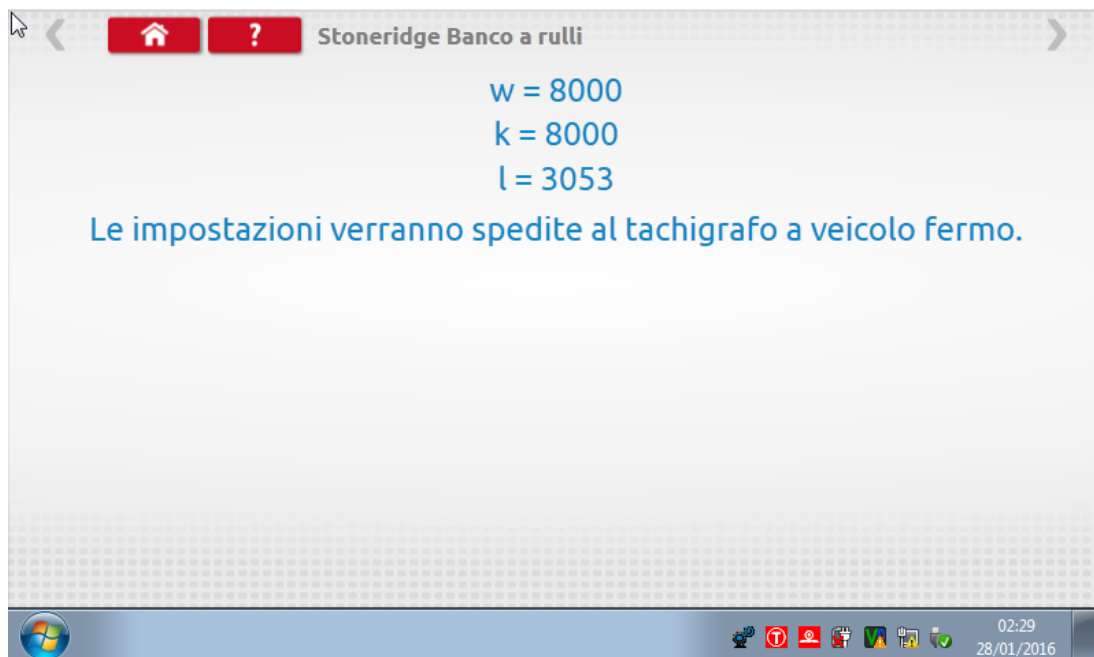 ? Stoneridge Banco a rulli
w = 8000
k = 8000
l = 3053
Le impostazioni verranno spedite al tachigrafo a veicolo fermo.
02:29
28/01/2016